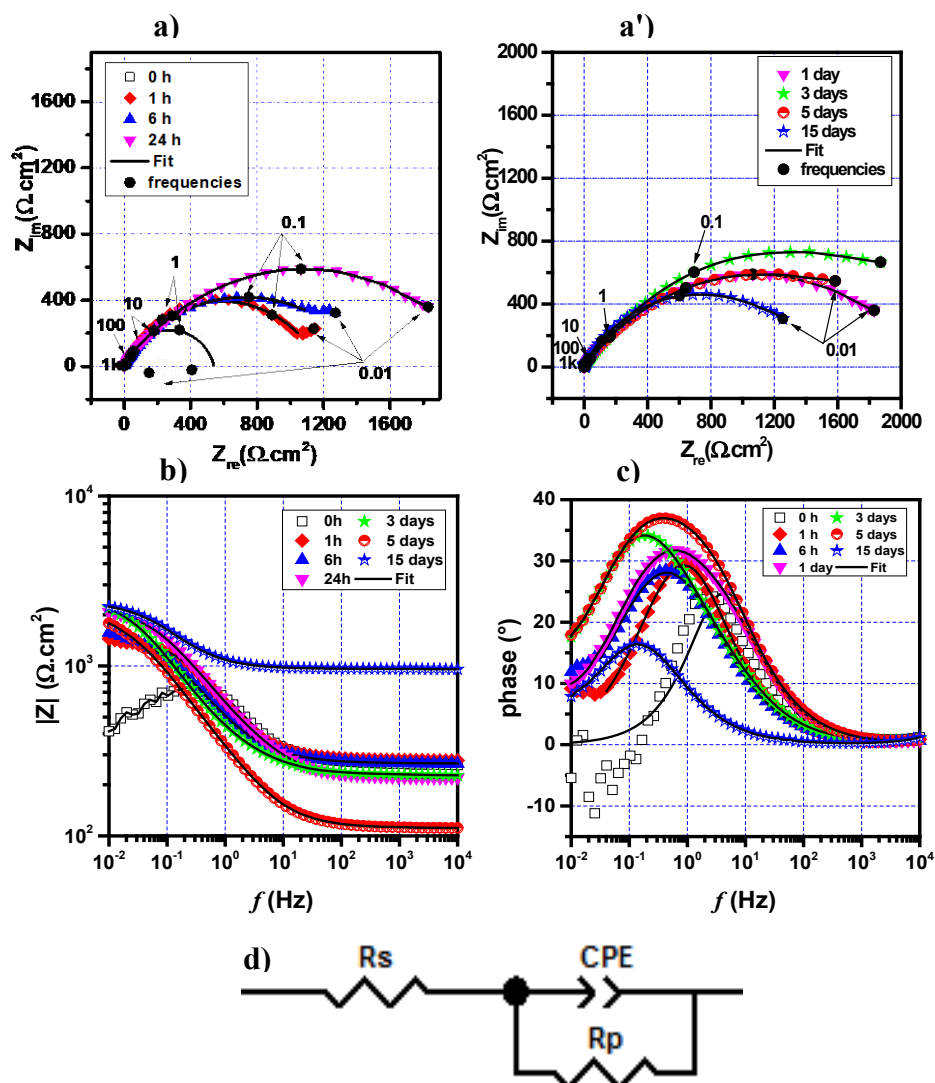 a)
Z_im(Ω.cm²)
1800
1200
600
0
0 h
1 h
6 h
24 h
Fit
frequencies
0.1
1
10
100
1k
0.01
0 400 800 1200 1600
Z_re(Ω.cm²)
a')
Z_im(Ω.cm²)
2000
1600
1200
800
400
0
1 day
3 days
5 days
15 days
Fit
frequencies
0.1
1
10
100
1k
0.01
0 400 800 1200 1600 2000
Z_re(Ω.cm²)
b)
|Z| (Ω.cm²)
10⁴
10³
10²
0h 3 days
1h 5 days
6h 15 days
24h Fit
10⁻² 10⁻¹ 10⁰ 10¹ 10² 10³ 10⁴
f (Hz)
c)
phase (°)
40
30
20
10
0
-10
0 h 3 days
1 h 5 days
6 h 15 days
1 day Fit
10⁻² 10⁻¹ 10⁰ 10¹ 10² 10³ 10⁴
f (Hz)
d)
Rs CPE
Rp